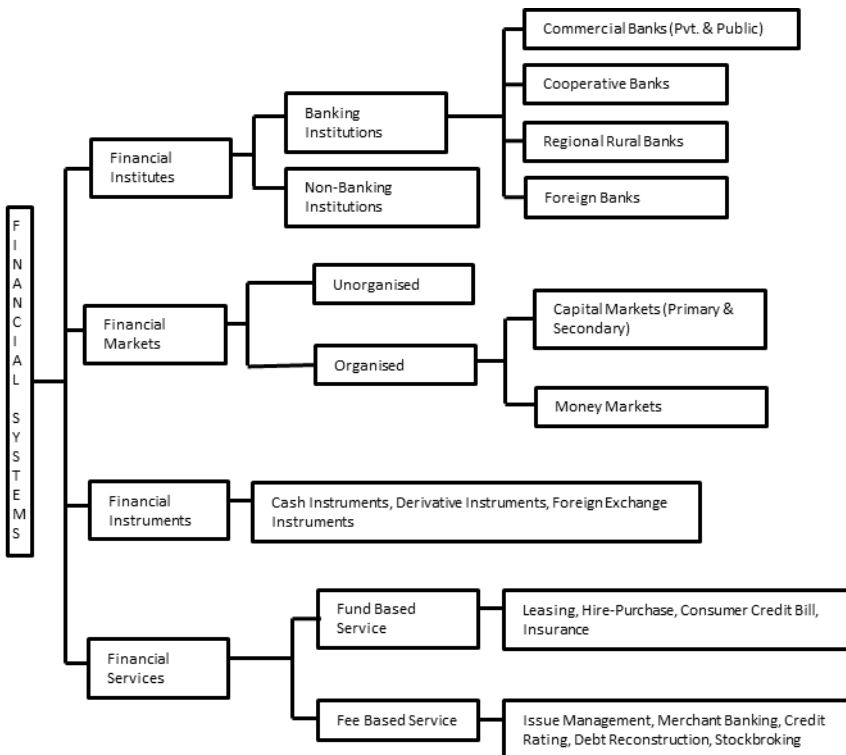 FINANCIAL SYSTEMS
Financial
Institutes
Banking
Institutions
Commercial Banks (Pvt. & Public)
Cooperative Banks
Regional Rural Banks
Foreign Banks
Non-Banking
Institutions
Financial
Markets
Unorganised
Organised
Capital Markets (Primary &
Secondary)
Money Markets
Financial
Instruments
Cash Instruments, Derivative Instruments, Foreign Exchange
Instruments
Financial
Services
Fund Based
Service
Leasing, Hire-Purchase, Consumer Credit Bill,
Insurance
Fee Based Service
Issue Management, Merchant Banking, Credit
Rating, Debt Reconstruction, Stockbroking